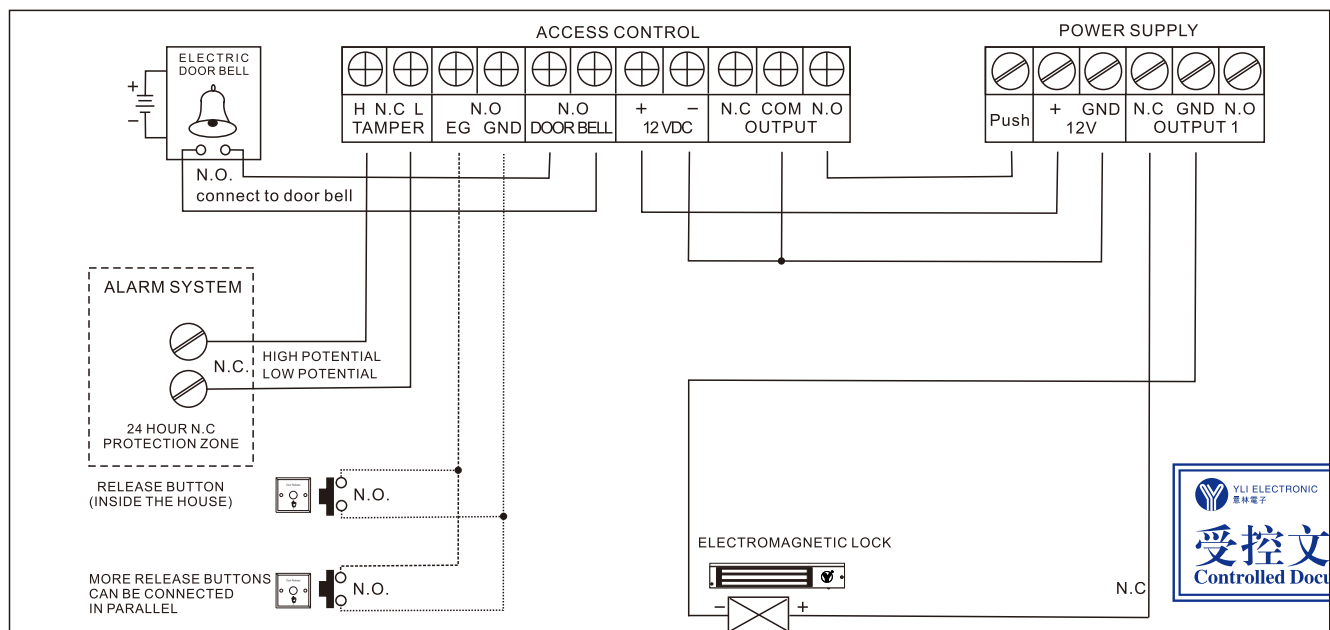 ACCESS CONTROL
POWER SUPPLY
ELECTRIC
DOOR BELL
+
−
N.O.
connect to door bell
H N.C L
TAMPER
N.O
EG GND
N.O
DOOR BELL
+ −
12 VDC
N.C COM N.O
OUTPUT
Push
+ GND
12V
N.C GND N.O
OUTPUT 1
ALARM SYSTEM
N.C.
HIGH POTENTIAL
LOW POTENTIAL
24 HOUR N.C
PROTECTION ZONE
RELEASE BUTTON
(INSIDE THE HOUSE)
N.O.
MORE RELEASE BUTTONS
CAN BE CONNECTED
IN PARALLEL
N.O.
ELECTROMAGNETIC LOCK
− +
N.C
YLI ELECTRONIC
意林電子
受控文
Controlled Docu